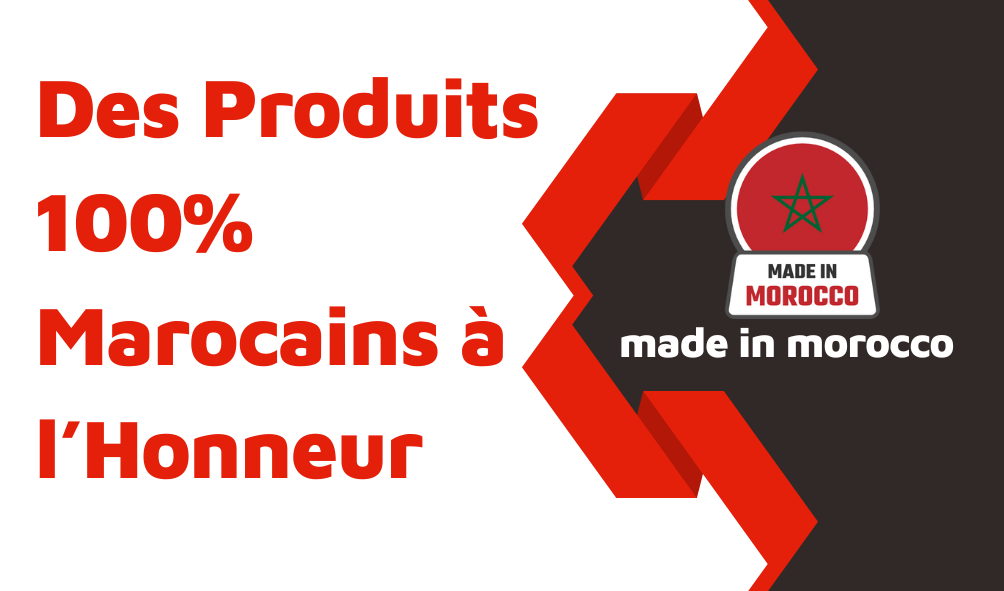 Des Produits
100%
Marocains à
l’Honneur
MADE IN
MOROCCO
made in morocco